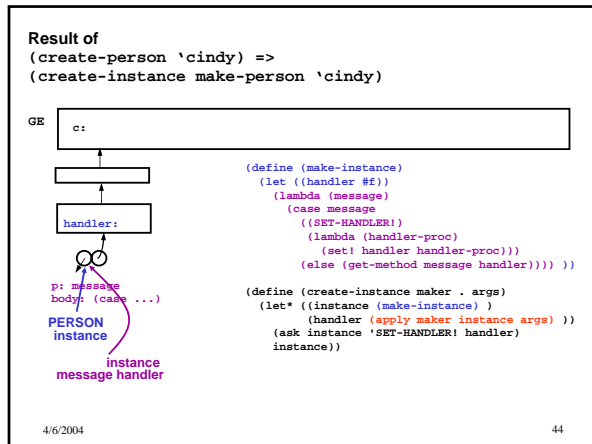 Result of
(create-person ‘cindy) =>
(create-instance make-person ‘cindy)
GE
c:
handler:
p: message
body: (case ...)
PERSON
instance
instance
message handler
(define (make-instance)
(let ((handler #f))
(lambda (message)
(case message
((SET-HANDLER!)
(lambda (handler-proc)
(set! handler handler-proc)))
(else (get-method message handler)))) ))
(define (create-instance maker . args)
(let* ((instance (make-instance) )
(handler (apply maker instance args) ))
(ask instance 'SET-HANDLER! handler)
instance))
4/6/2004
44